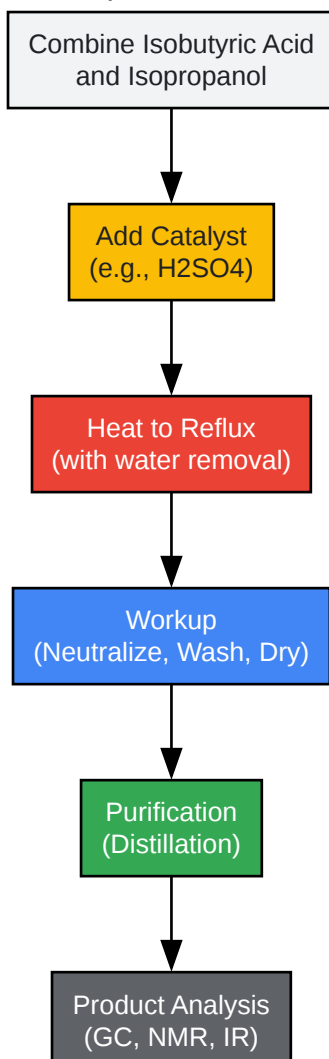 Combine Isobutyric Acid
and Isopropanol
Add Catalyst
(e.g., H2SO4)
Heat to Reflux
(with water removal)
Workup
(Neutralize, Wash, Dry)
Purification
(Distillation)
Product Analysis
(GC, NMR, IR)